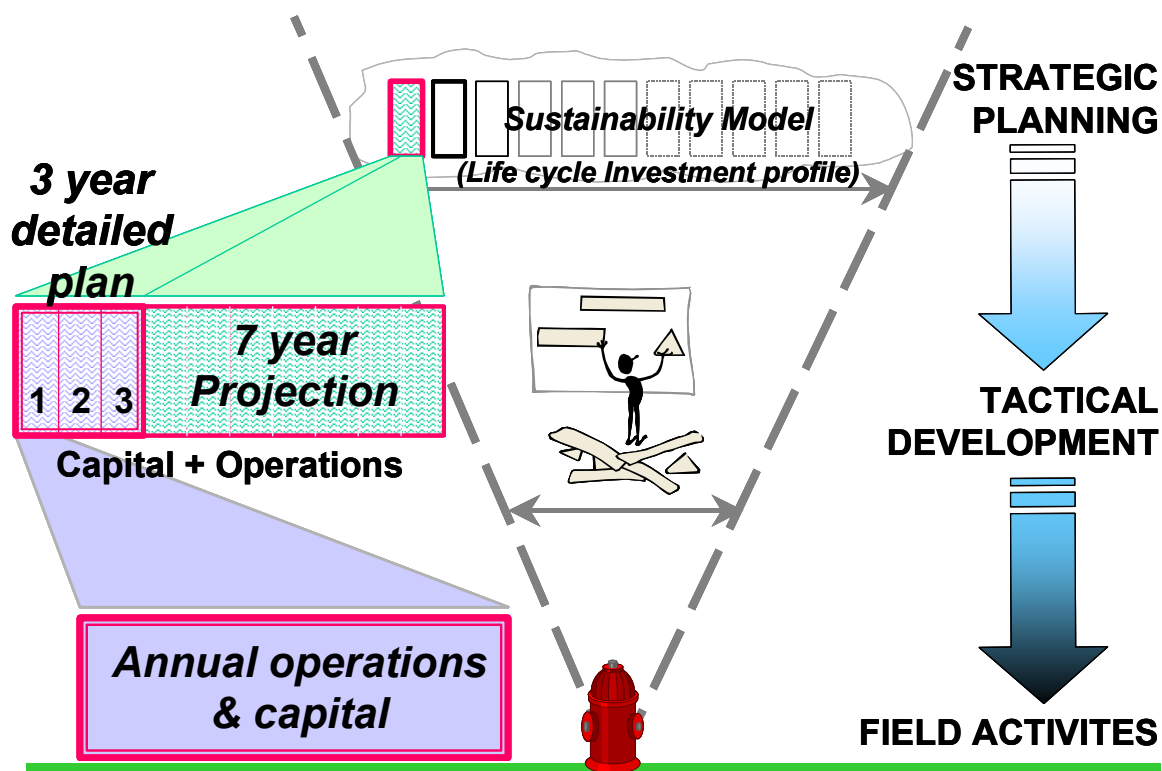 STRATEGIC
PLANNING
Sustainability Model
(Life cycle Investment profile)
3 year
detailed
plan
7 year
Projection
1 2 3
Capital + Operations
TACTICAL
DEVELOPMENT
Annual operations
& capital
FIELD ACTIVITES